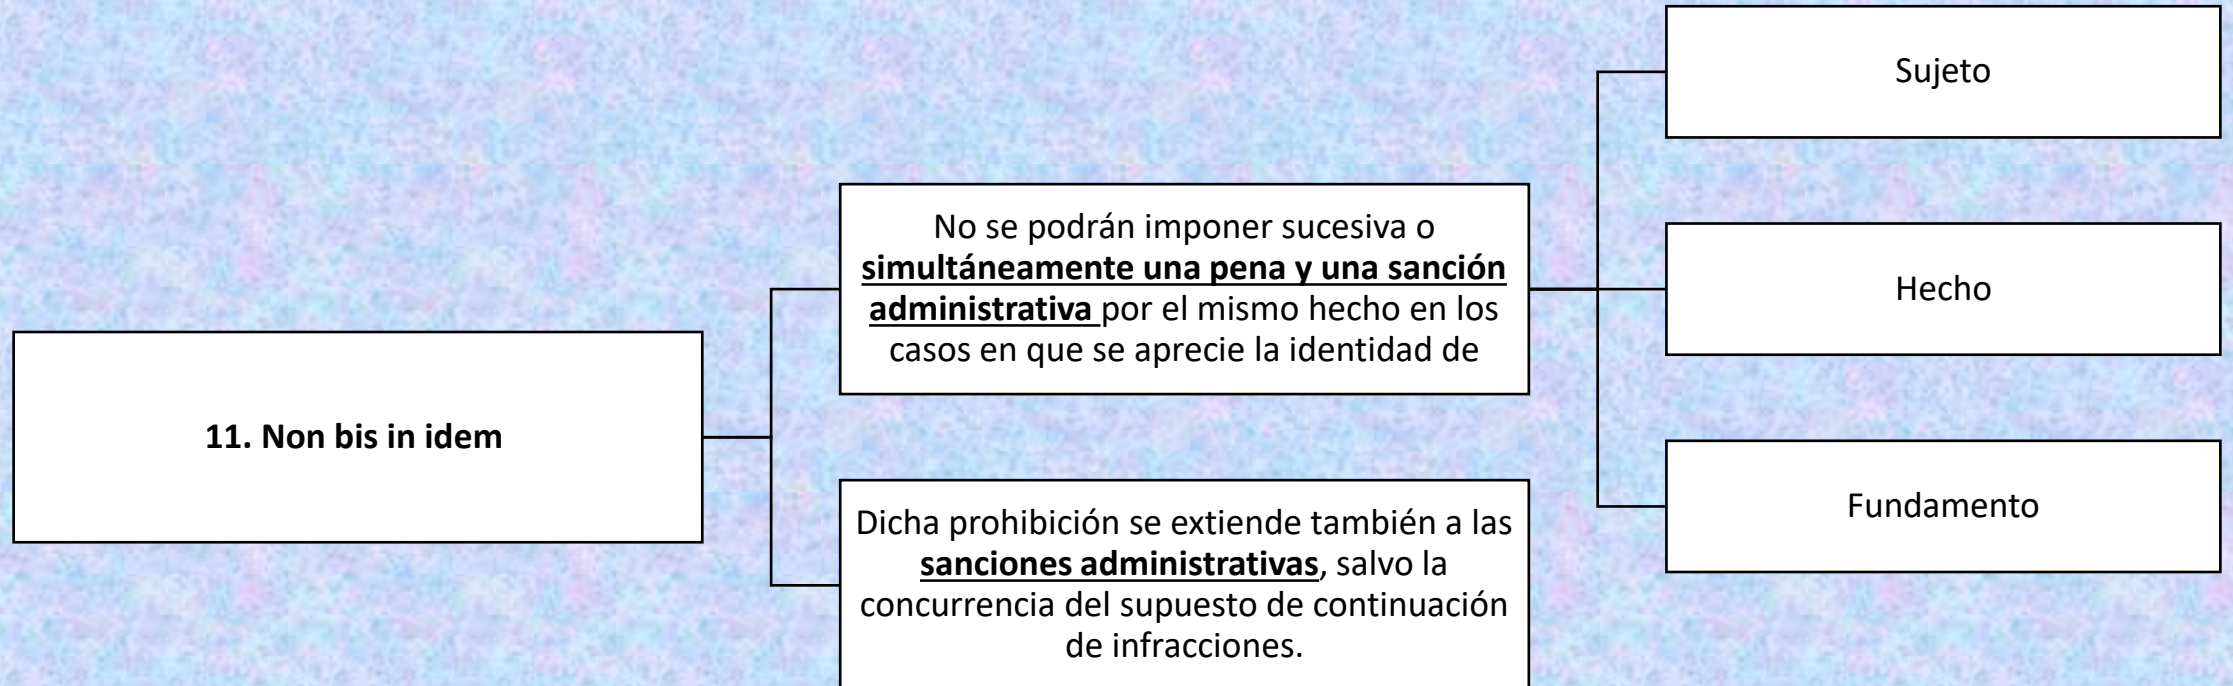 11. Non bis in idem
No se podrán imponer sucesiva o
simultáneamente una pena y una sanción
administrativa por el mismo hecho en los
casos en que se aprecie la identidad de
Sujeto
Hecho
Fundamento
Dicha prohibición se extiende también a las
sanciones administrativas, salvo la
concurrencia del supuesto de continuación
de infracciones.